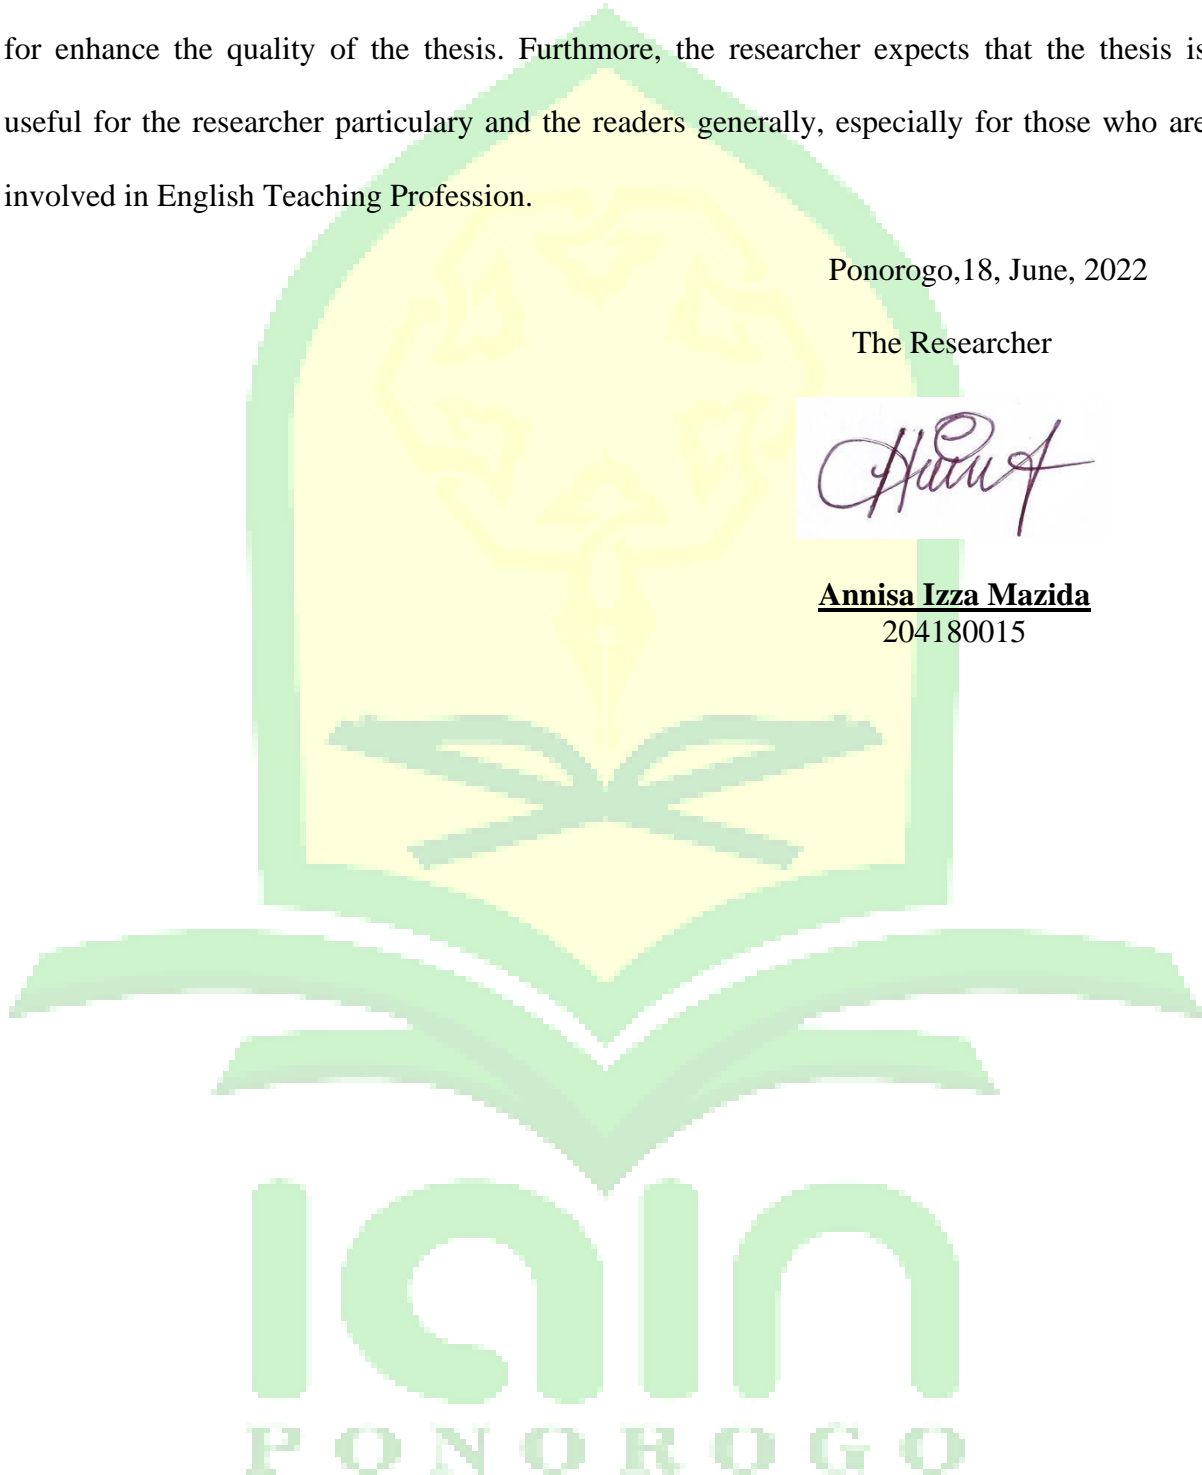 for enhance the quality of the thesis. Furthmore, the researcher expects that the thesis is
useful for the researcher particulary and the readers generally, especially for those who are
involved in English Teaching Profession.
Ponorogo,18, June, 2022
The Researcher
Annisa Izza Mazida
204180015
iain
PONOROGO